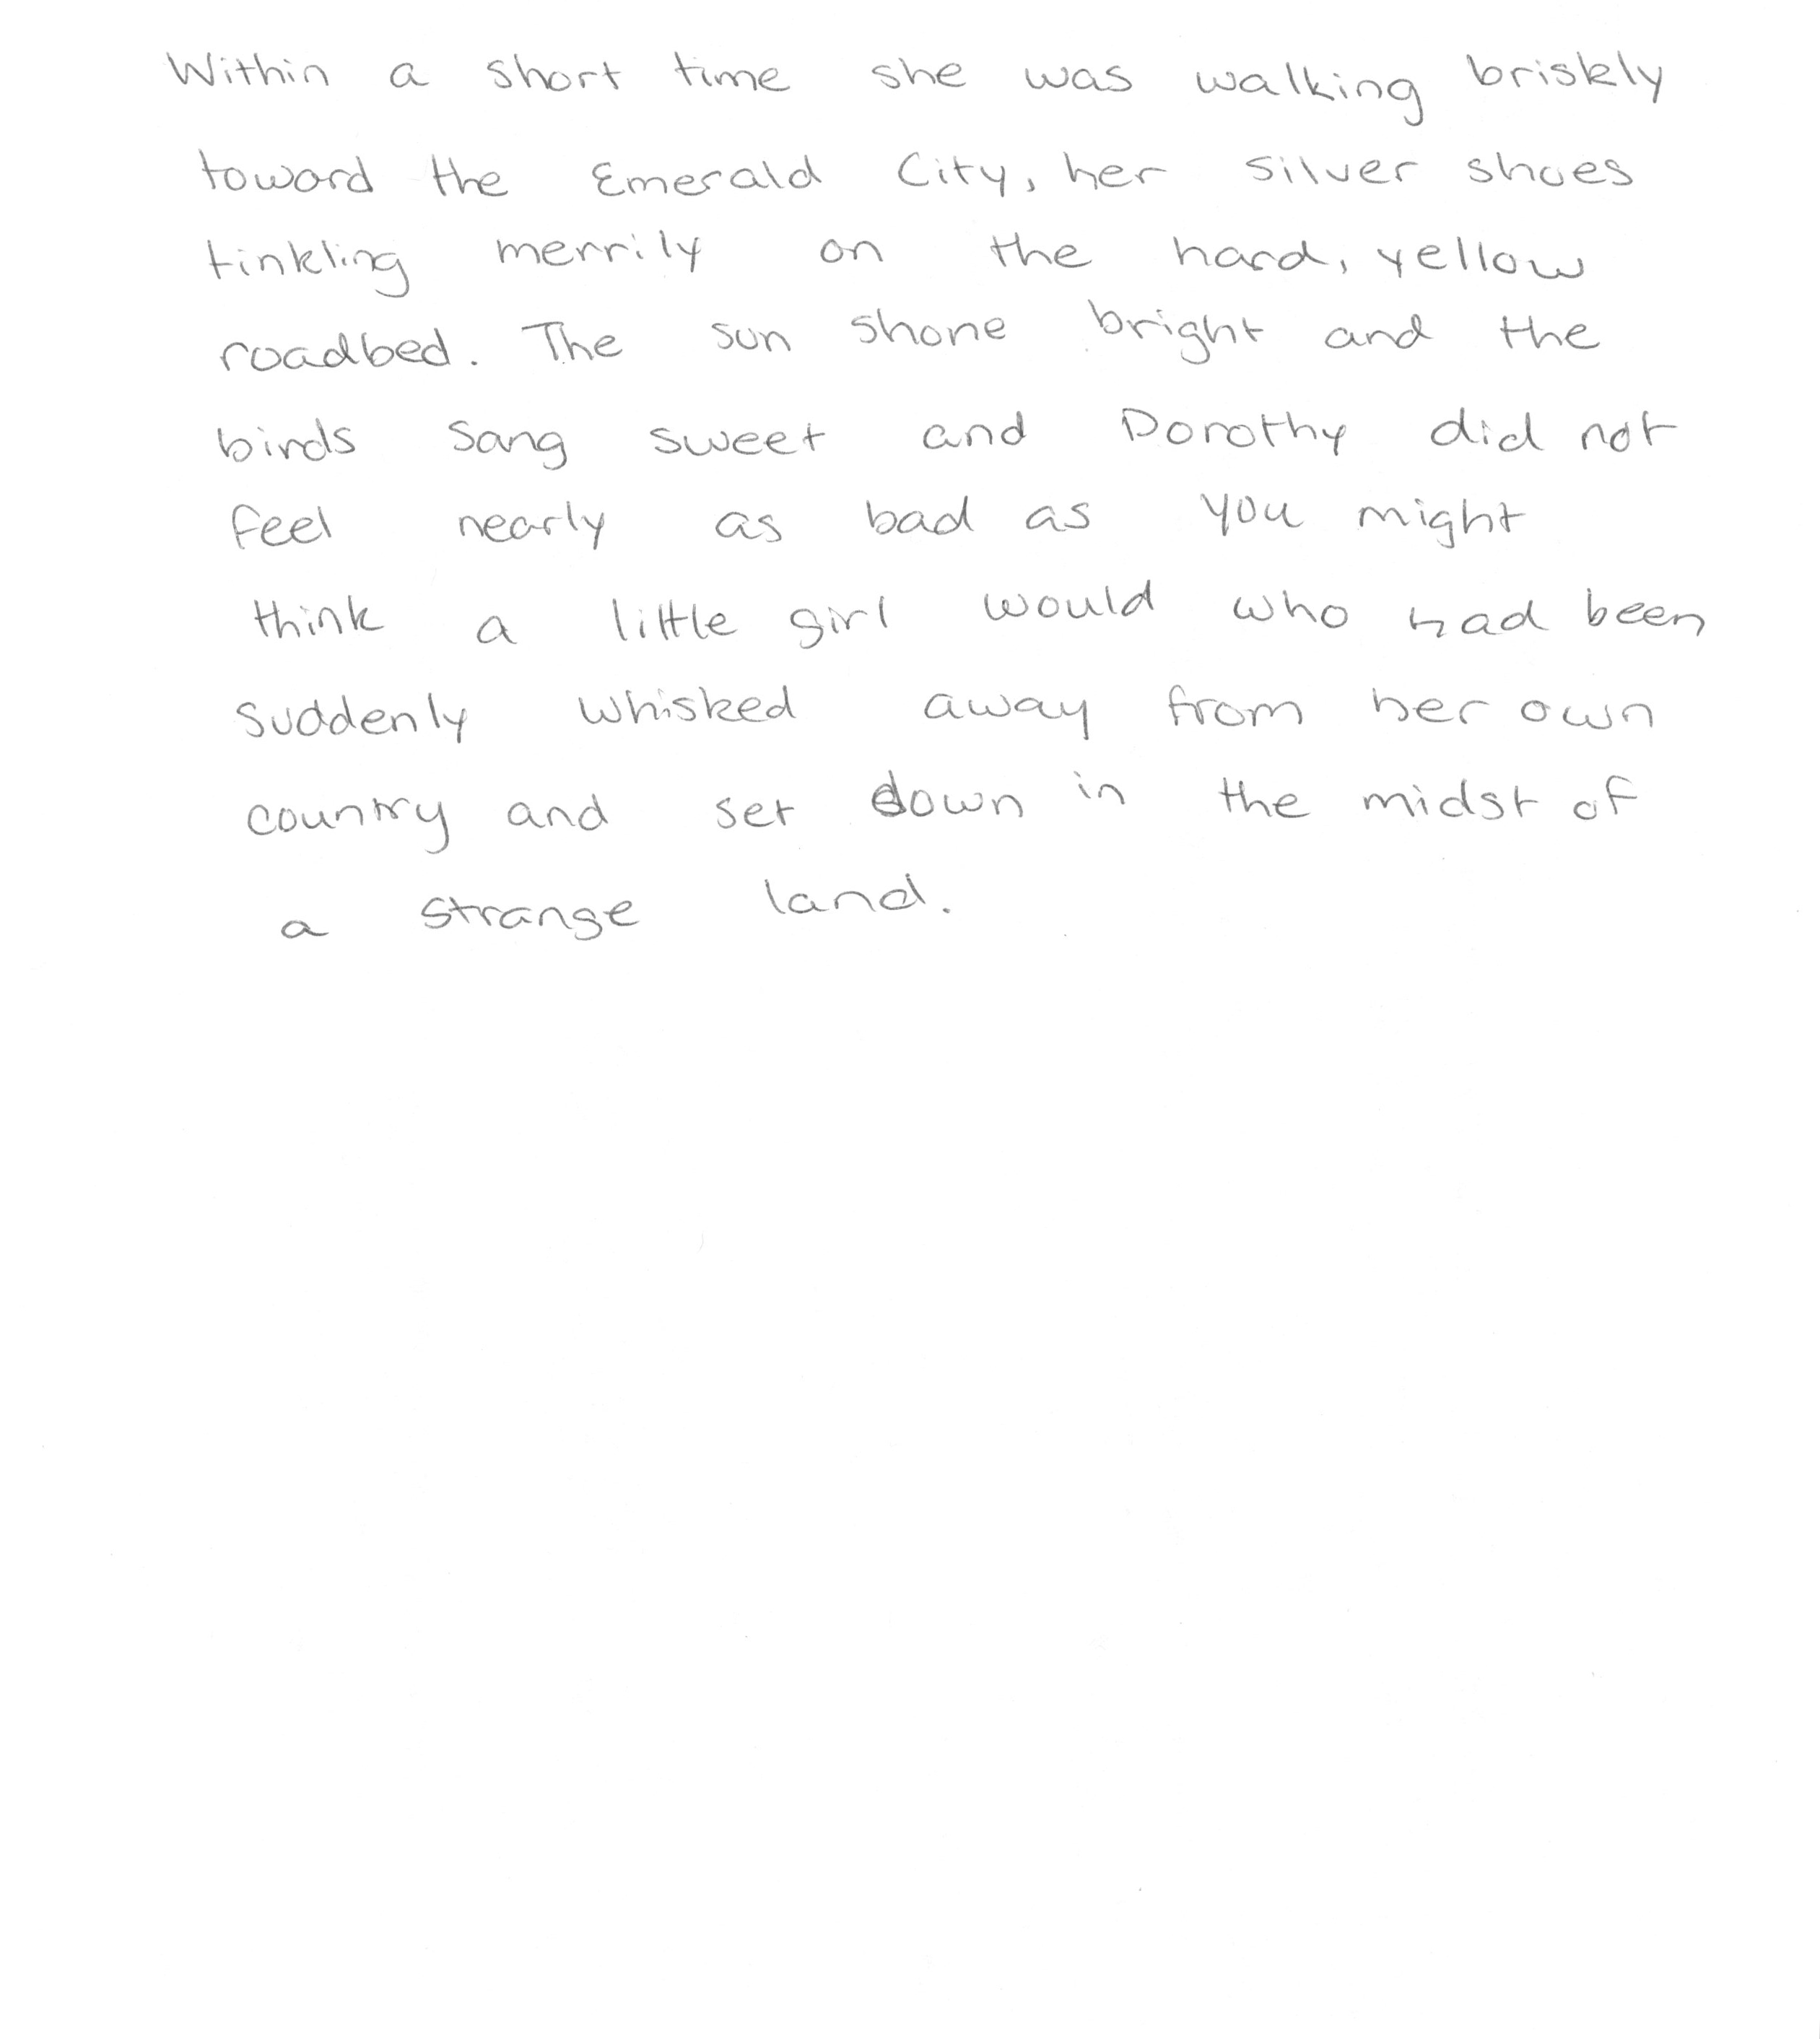 Within a short time she was walking briskly
toward the Emerald City, her silver shoes
tinkling merrily on the hard, yellow
roadbed. The sun shone bright and the
birds sang sweet and Dorothy did not
feel nearly as bad as you might
think a little girl would who had been
suddenly whisked away from her own
country and set down in the midst of
a strange land.